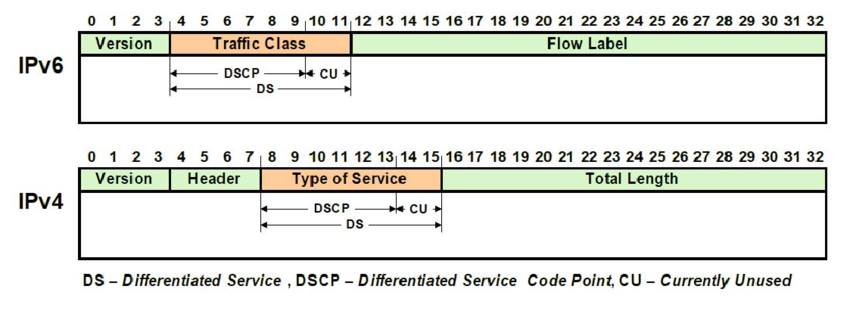 0 1 2 3 4 5 6 7 8 9 10 11 12 13 14 15 16 17 18 19 20 21 22 23 24 25 26 27 28 29 30 31 32
Version Traffic Class Flow Label
IPv6
DSCP CU
DS
0 1 2 3 4 5 6 7 8 9 10 11 12 13 14 15 16 17 18 19 20 21 22 23 24 25 26 27 28 29 30 31 32
Version Header Type of Service Total Length
IPv4
DSCP CU
DS
DS – Differentiated Service , DSCP – Differentiated Service Code Point, CU – Currently Unused